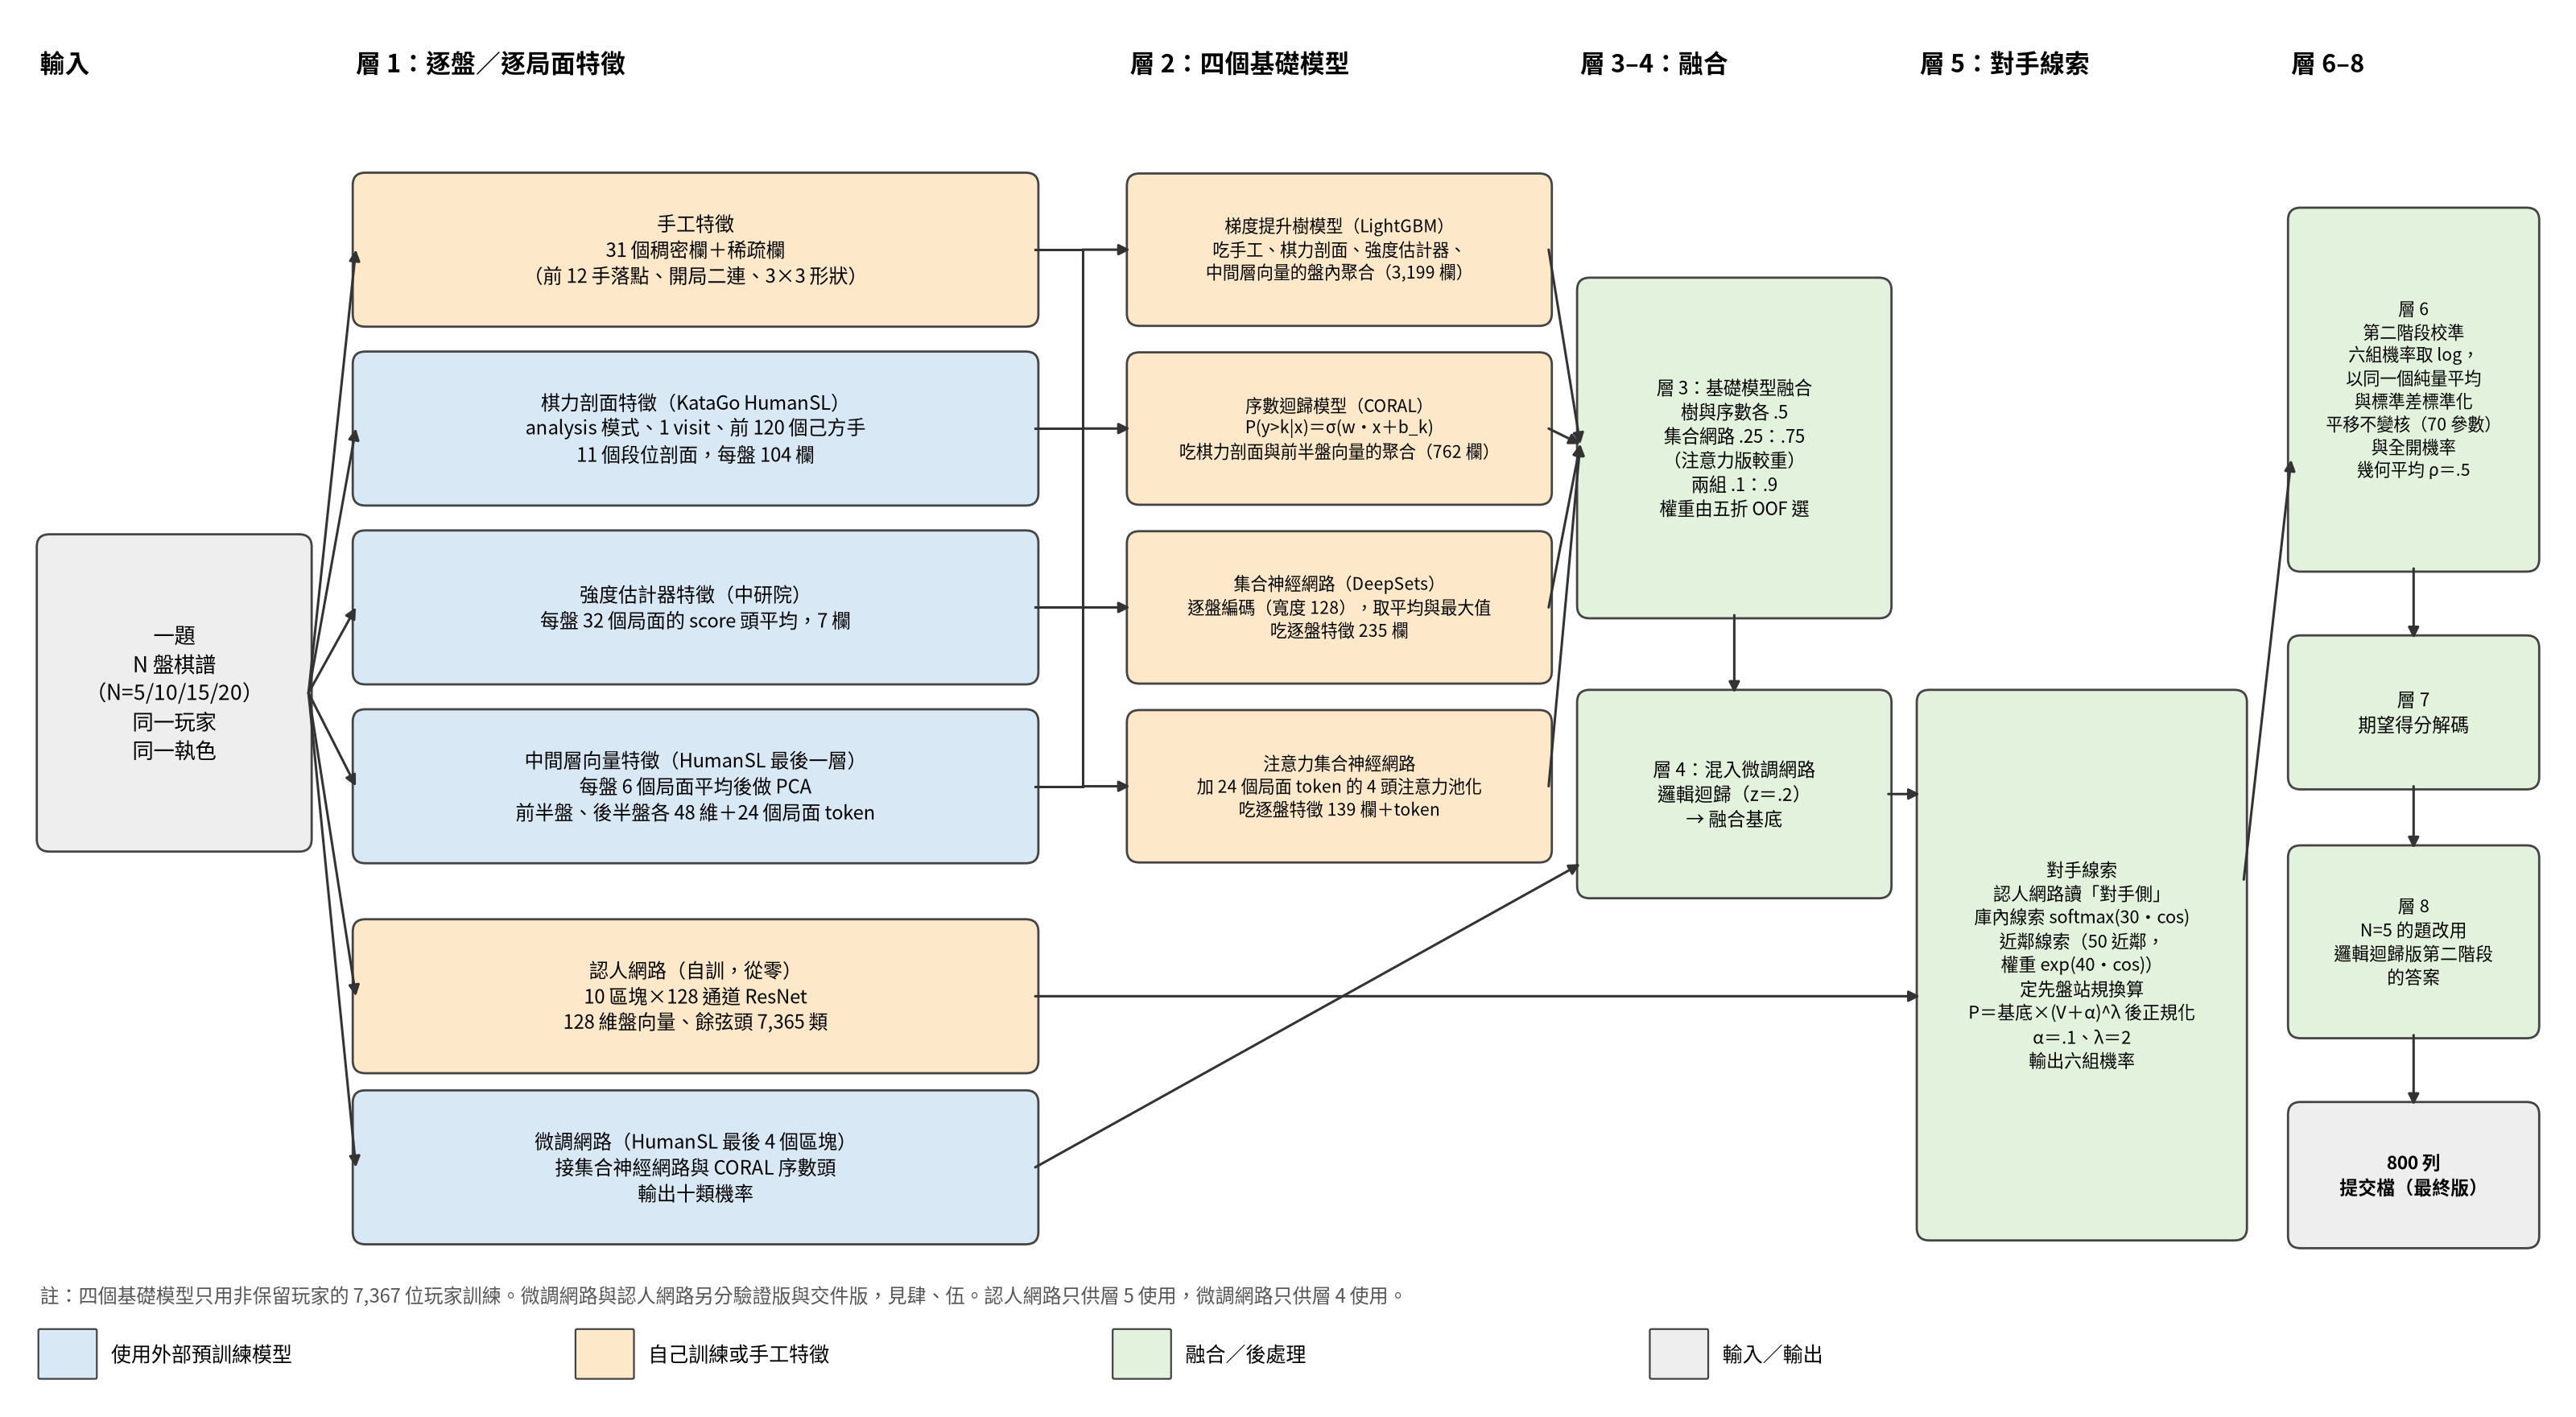 輸入
層 1：逐盤／逐局面特徵
層 2：四個基礎模型
層 3–4：融合
層 5：對手線索
層 6–8
一題
N 盤棋譜
（N=5/10/15/20）
同一玩家
同一執色
手工特徵
31 個稠密欄＋稀疏欄
（前 12 手落點、開局二連、3×3 形狀）
棋力剖面特徵（KataGo HumanSL）
analysis 模式、1 visit、前 120 個己方手
11 個段位剖面，每盤 104 欄
強度估計器特徵（中研院）
每盤 32 個局面的 score 頭平均，7 欄
中間層向量特徵（HumanSL 最後一層）
每盤 6 個局面平均後做 PCA
前半盤、後半盤各 48 維＋24 個局面 token
認人網路（自訓，從零）
10 區塊×128 通道 ResNet
128 維盤向量、餘弦頭 7,365 類
微調網路（HumanSL 最後 4 個區塊）
接集合神經網路與 CORAL 序數頭
輸出十類機率
梯度提升樹模型（LightGBM）
吃手工、棋力剖面、強度估計器、
中間層向量的盤內聚合（3,199 欄）
序數迴歸模型（CORAL）
P(y>k|x)＝σ(w・x＋b_k)
吃棋力剖面與前半盤向量的聚合（762 欄）
集合神經網路（DeepSets）
逐盤編碼（寬度 128），取平均與最大值
吃逐盤特徵 235 欄
注意力集合神經網路
加 24 個局面 token 的 4 頭注意力池化
吃逐盤特徵 139 欄＋token
層 3：基礎模型融合
樹與序數各 .5
集合網路 .25：.75
（注意力版較重）
兩組 .1：.9
權重由五折 OOF 選
層 4：混入微調網路
邏輯迴歸（z＝.2）
→ 融合基底
對手線索
認人網路讀「對手側」
庫內線索 softmax(30・cos)
近鄰線索（50 近鄰，
權重 exp(40・cos)）
定先盤站規換算
P＝基底×(V＋α)^λ 後正規化
α＝.1、λ＝2
輸出六組機率
層 6
第二階段校準
六組機率取 log，
以同一個純量平均
與標準差標準化
平移不變核（70 參數）
與全開機率
幾何平均 ρ＝.5
層 7
期望得分解碼
層 8
N=5 的題改用
邏輯迴歸版第二階段
的答案
800 列
提交檔（最終版）
註：四個基礎模型只用非保留玩家的 7,367 位玩家訓練。微調網路與認人網路另分驗證版與交件版，見肆、伍。認人網路只供層 5 使用，微調網路只供層 4 使用。
使用外部預訓練模型
自己訓練或手工特徵
融合／後處理
輸入／輸出